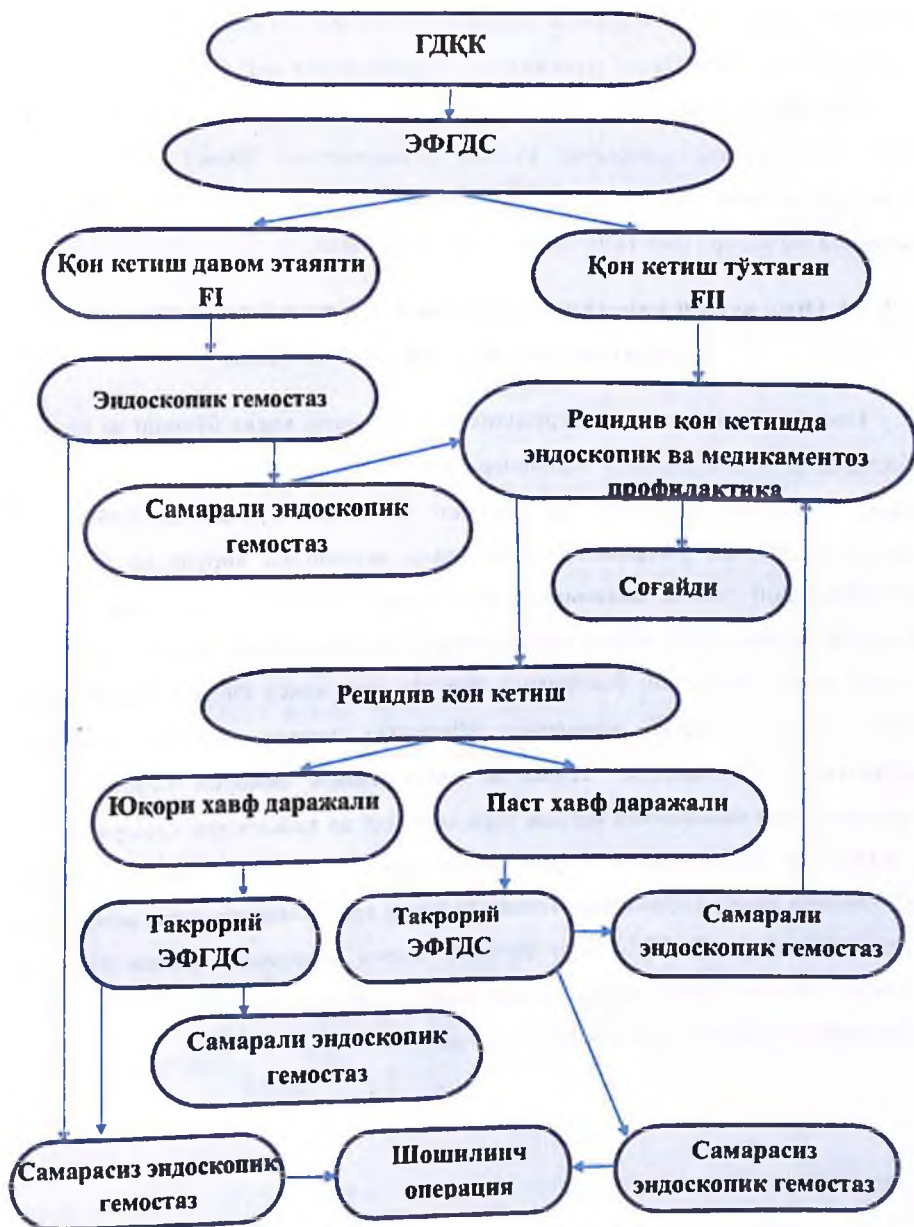 ГДҚК
ЭФГДС
Қон кетиш давом этаяпти
FI
Қон кетиш тўхтаган
FII
Эндоскопик гемостаз
Рецидив қон кетишда
эндоскопик ва медикаментоз
профилактика
Самарали эндоскопик
гемостаз
Соғайди
Рецидив қон кетиш
Юқори хавф даражали
Паст хавф даражали
Такрорий
ЭФГДС
Такрорий
ЭФГДС
Самарали
эндоскопик гемостаз
Самарали эндоскопик
гемостаз
Самарасиз эндоскопик
гемостаз
Шошилинч
операция
Самарасиз
эндоскопик гемостаз